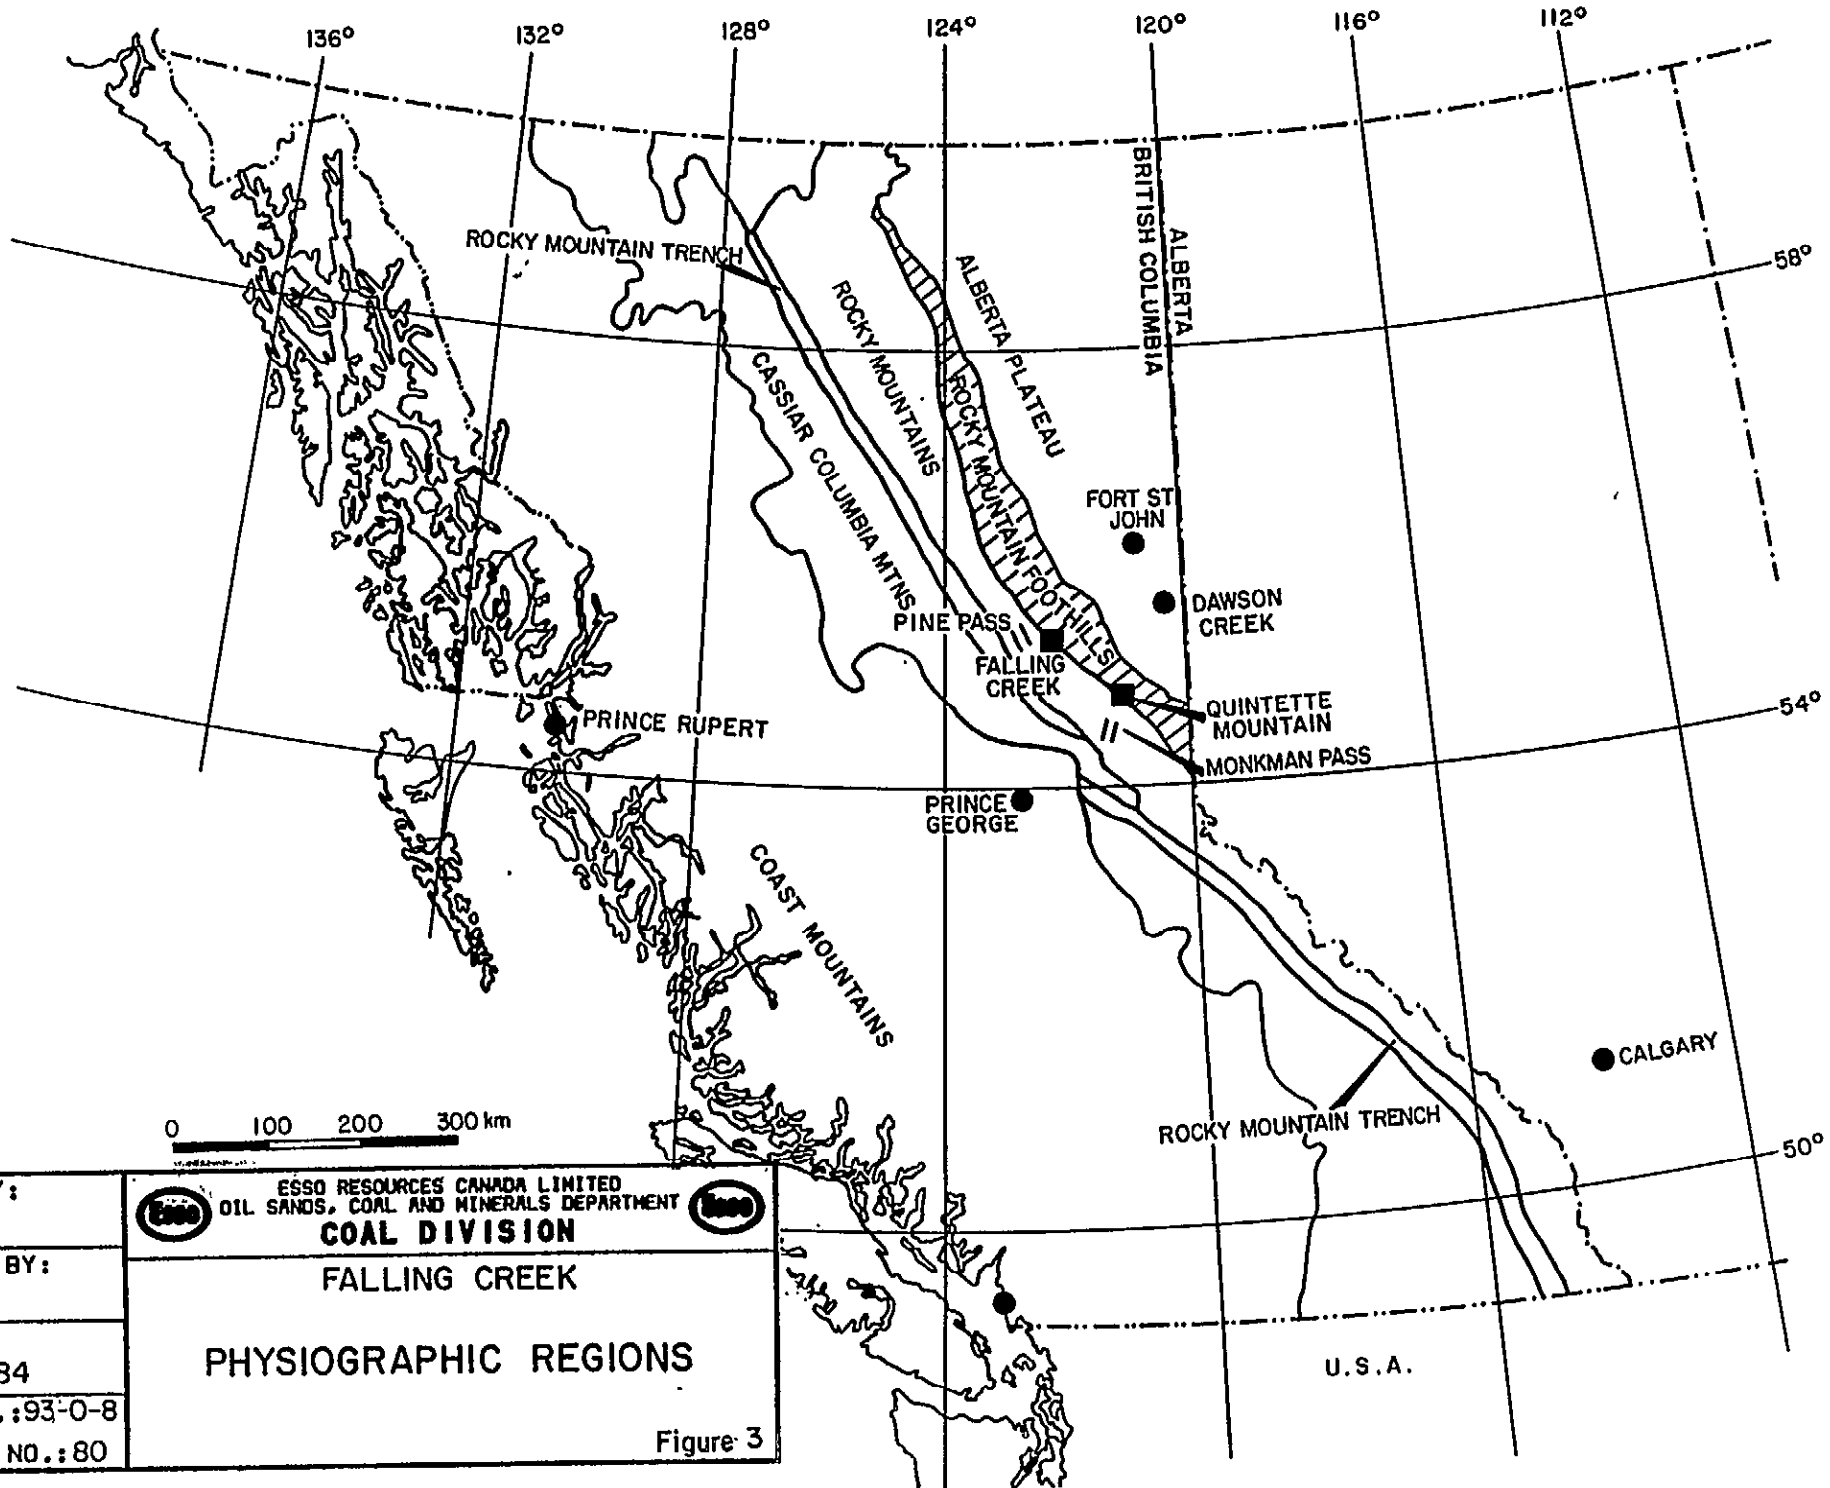 136°
132°
128°
124°
120°
116°
112°
BRITISH COLUMBIA
ALBERTA
58°
ROCKY MOUNTAIN TRENCH
ROCKY MOUNTAINS
ALBERTA PLATEAU
CASSIAR COLUMBIA MTNS
ROCKY MOUNTAIN FOOTHILLS
FORT ST
JOHN
DAWSON
CREEK
PINE PASS
FALLING
CREEK
QUINTETTE
MOUNTAIN
54°
PRINCE RUPERT
MONKMAN PASS
PRINCE
GEORGE
COAST MOUNTAINS
CALGARY
ROCKY MOUNTAIN TRENCH
50°
0 100 200 300 km
U.S.A.
Esso
ESSO RESOURCES CANADA LIMITED
OIL SANDS, COAL AND MINERALS DEPARTMENT
COAL DIVISION
Esso
FALLING CREEK
PHYSIOGRAPHIC REGIONS
Figure 3
BY:
84
.:93-0-8
NO.:80